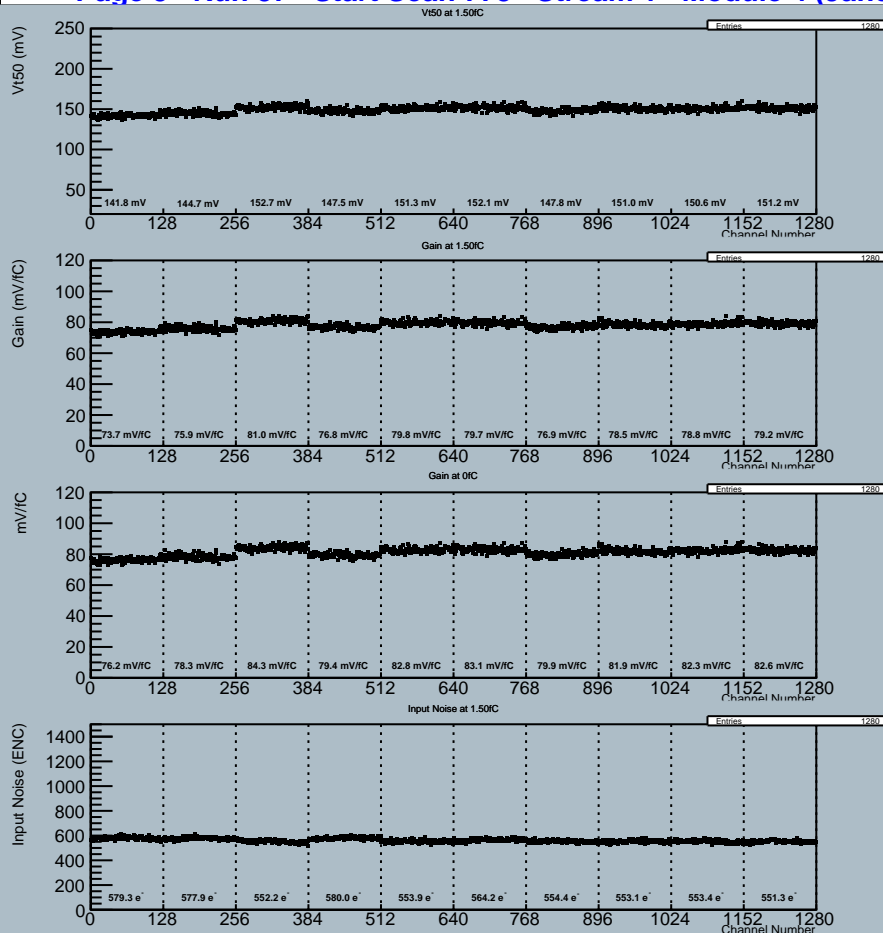 Vt50 at 1.50fC
Entries 1280
Vt50 (mV)
250
200
150
100
50
141.8 mV 144.7 mV 152.7 mV 147.5 mV 151.3 mV 152.1 mV 147.8 mV 151.0 mV 150.6 mV 151.2 mV
0 128 256 384 512 640 768 896 1024 1152 1280
Channel Number
Gain at 1.50fC
Entries 1280
Gain (mV/fC)
120
100
80
60
40
20
0
73.7 mV/fC 75.9 mV/fC 81.0 mV/fC 76.8 mV/fC 79.8 mV/fC 79.7 mV/fC 76.9 mV/fC 78.5 mV/fC 78.8 mV/fC 79.2 mV/fC
0 128 256 384 512 640 768 896 1024 1152 1280
Channel Number
Gain at 0fC
Entries 1280
mV/fC
120
100
80
60
40
20
0
76.2 mV/fC 78.3 mV/fC 84.3 mV/fC 79.4 mV/fC 82.8 mV/fC 83.1 mV/fC 79.9 mV/fC 81.9 mV/fC 82.3 mV/fC 82.6 mV/fC
0 128 256 384 512 640 768 896 1024 1152 1280
Channel Number
Input Noise at 1.50fC
Entries 1280
Input Noise (ENC)
1400
1200
1000
800
600
400
200
0
579.3 e⁻ 577.9 e⁻ 552.2 e⁻ 580.0 e⁻ 553.9 e⁻ 564.2 e⁻ 554.4 e⁻ 553.1 e⁻ 553.4 e⁻ 551.3 e⁻
0 128 256 384 512 640 768 896 1024 1152 1280
Channel Number